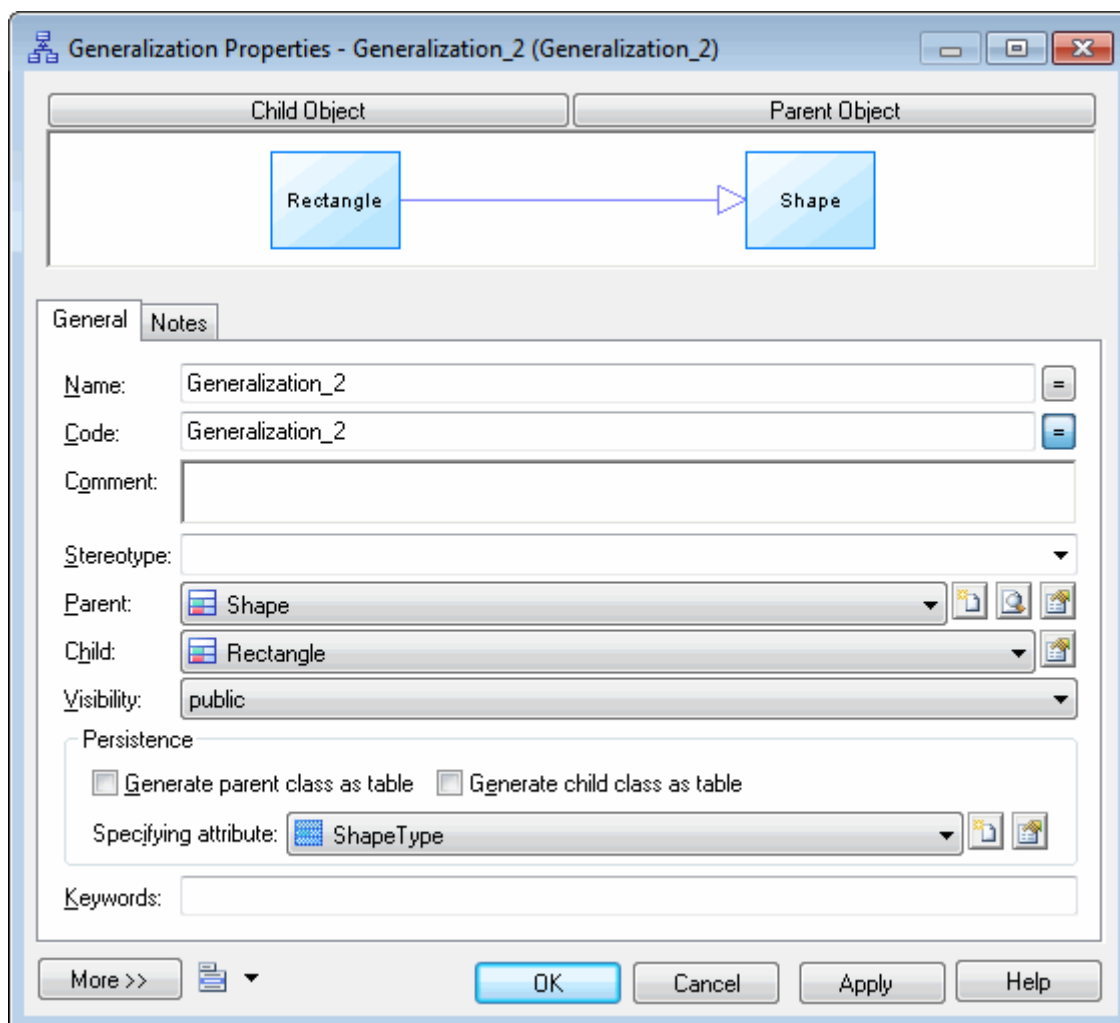 Generalization Properties - Generalization_2 (Generalization_2)
Child Object Parent Object
Rectangle Shape
General Notes
Name: Generalization_2 =
Code: Generalization_2 =
Comment:
Stereotype:
Parent: Shape
Child: Rectangle
Visibility: public
Persistence
Generate parent class as table Generate child class as table
Specifying attribute: ShapeType
Keywords:
More >> OK Cancel Apply Help